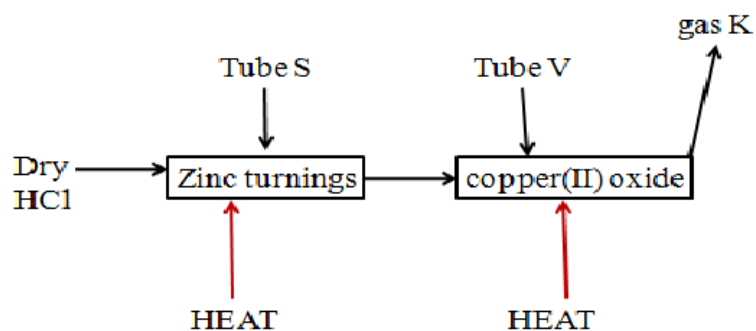 gas K
Tube S
Tube V
Dry
HCl
Zinc turnings
copper(II) oxide
HEAT
HEAT